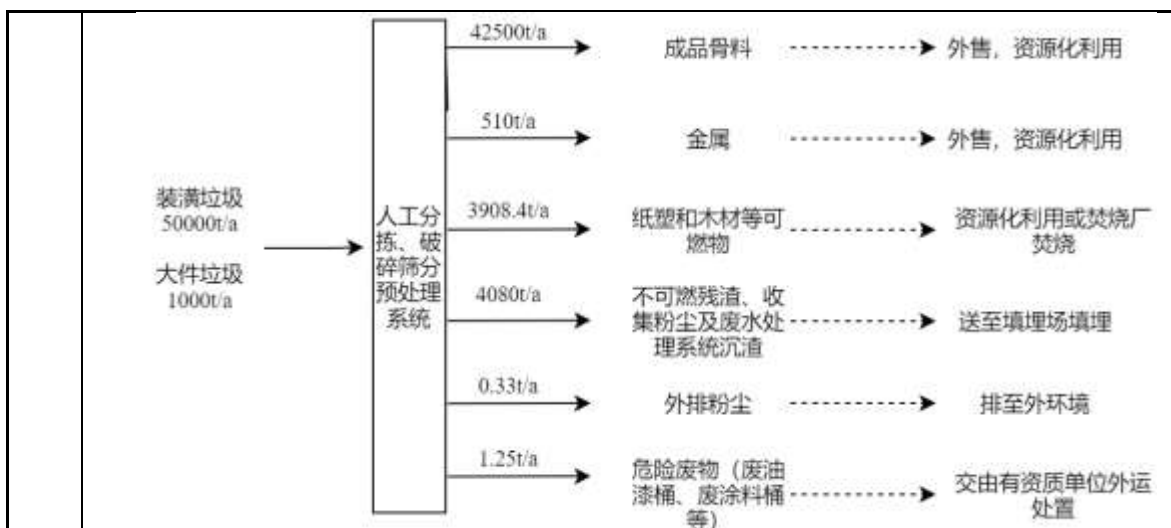 42500t/a
成品骨料
外售，资源化利用
510t/a
金属
外售，资源化利用
装潢垃圾
50000t/a
大件垃圾
1000t/a
人工分
拣、破
碎筛分
预处理
系统
3908.4t/a
纸塑和木材等可
燃物
资源化利用或焚烧厂
焚烧
4080t/a
不可燃残渣、收
集粉尘及废水处
理系统沉渣
送至填埋场填埋
0.33t/a
外排粉尘
排至外环境
1.25t/a
危险废物（废油
漆桶、废涂料桶
等）
交由有资质单位外运
处置